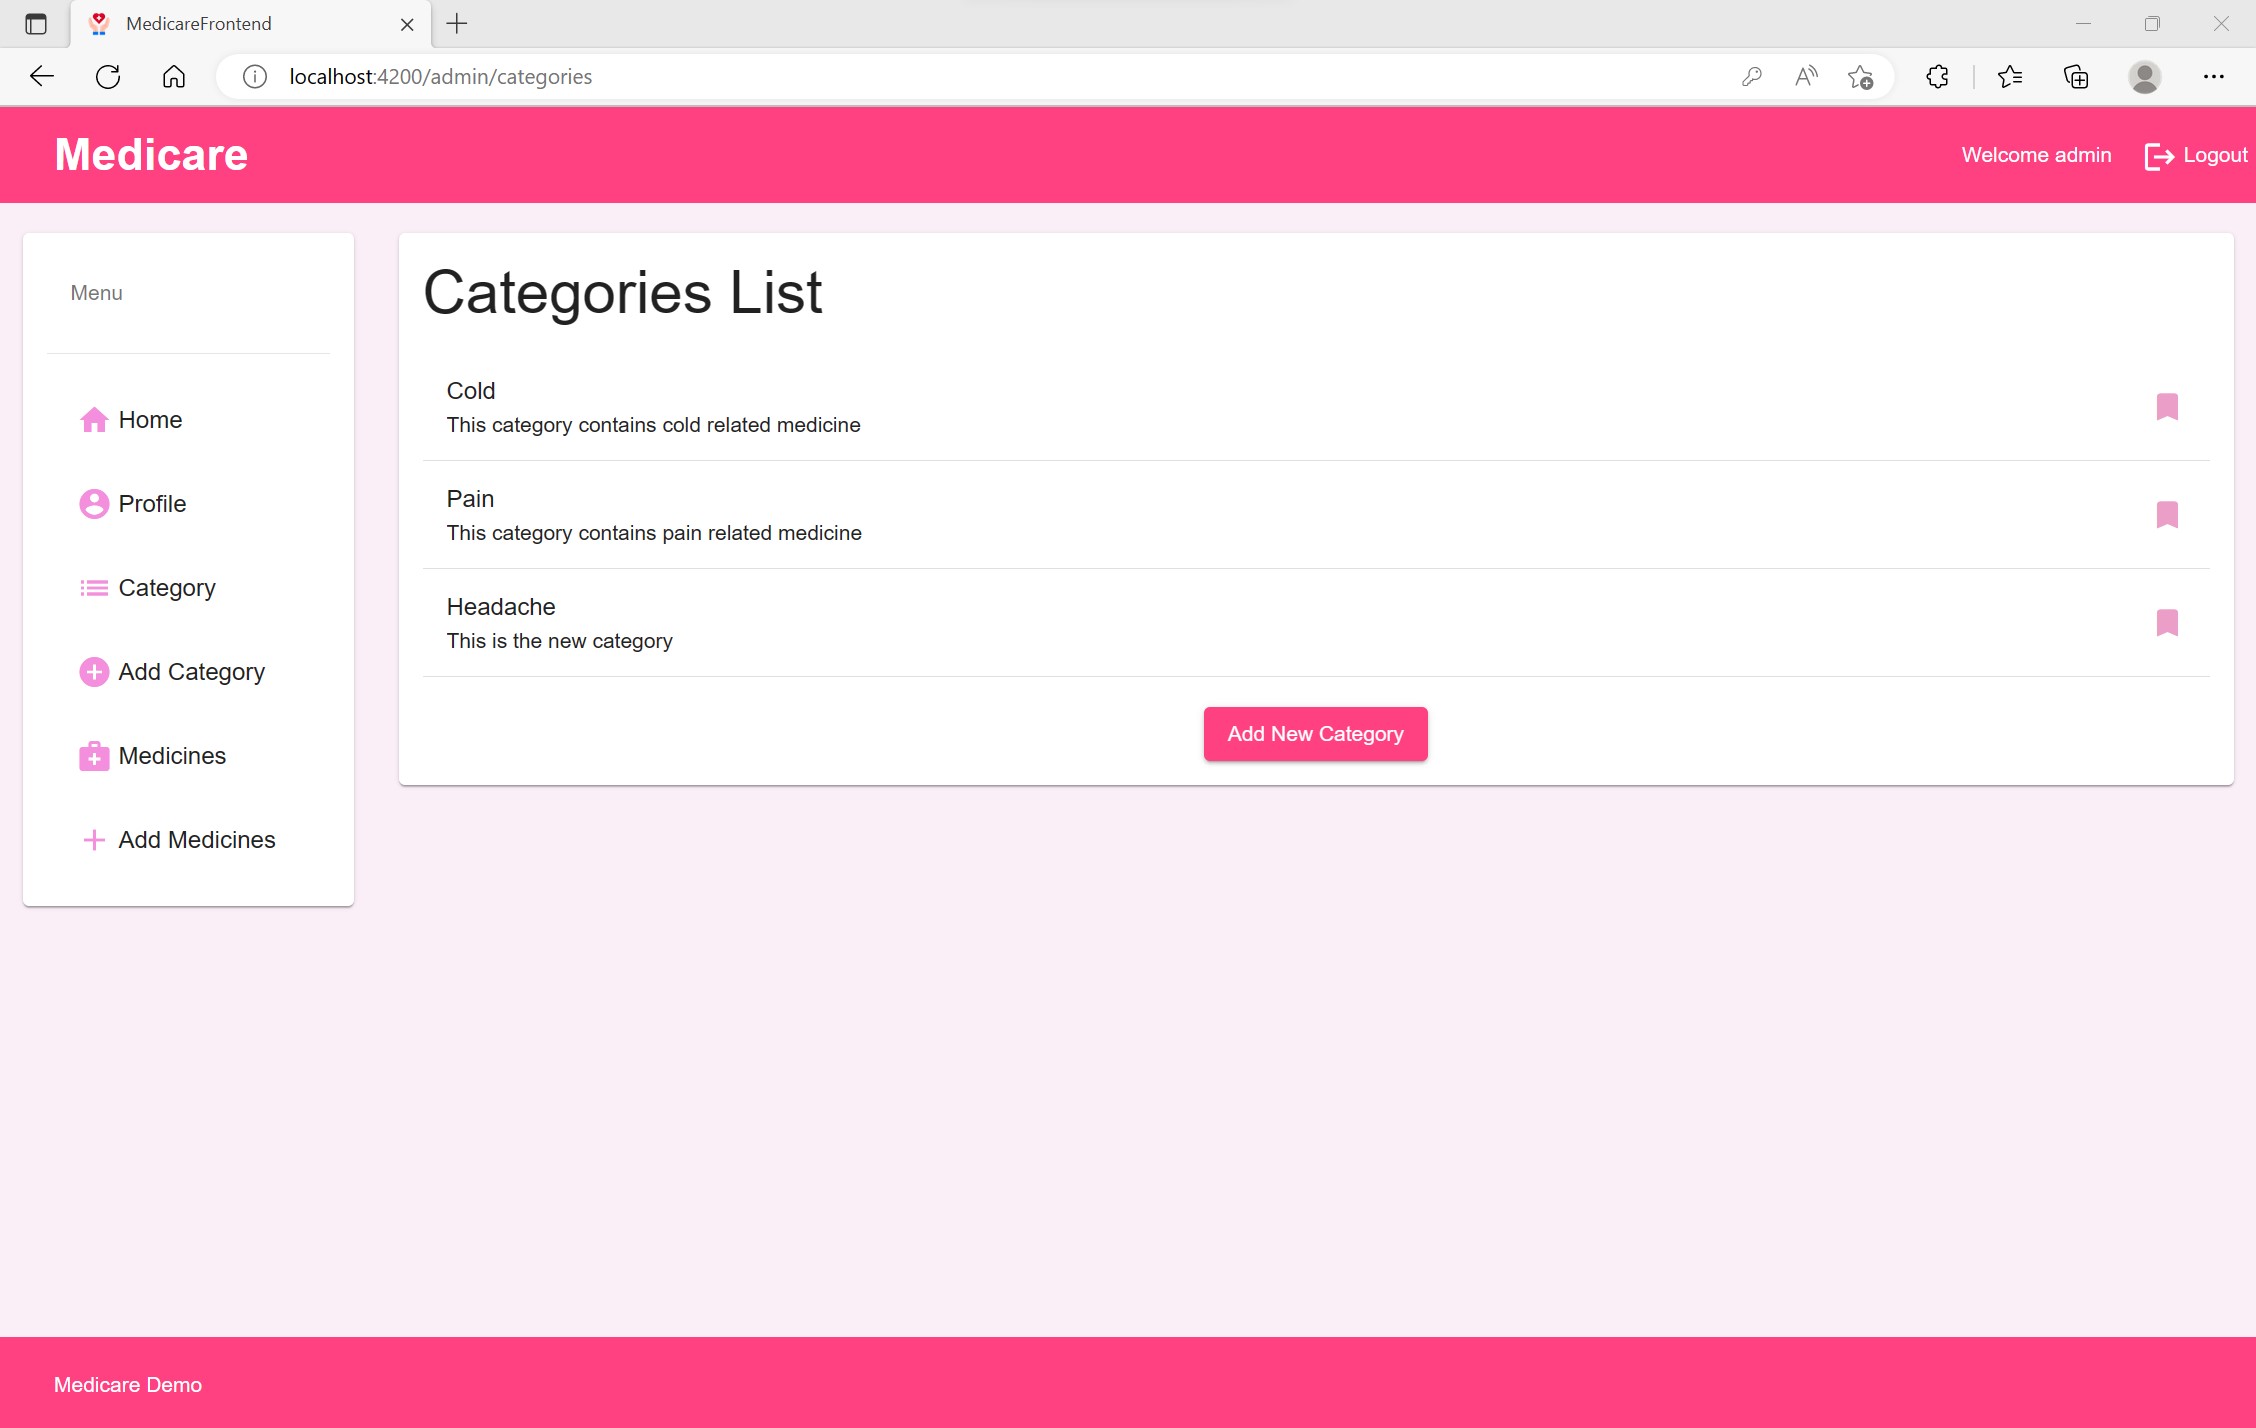 MedicareFrontend
localhost:4200/admin/categories
Medicare
Welcome admin
Logout
Menu
Home
Profile
Category
Add Category
Medicines
Add Medicines
Categories List
Cold
This category contains cold related medicine
Pain
This category contains pain related medicine
Headache
This is the new category
Add New Category
Medicare Demo